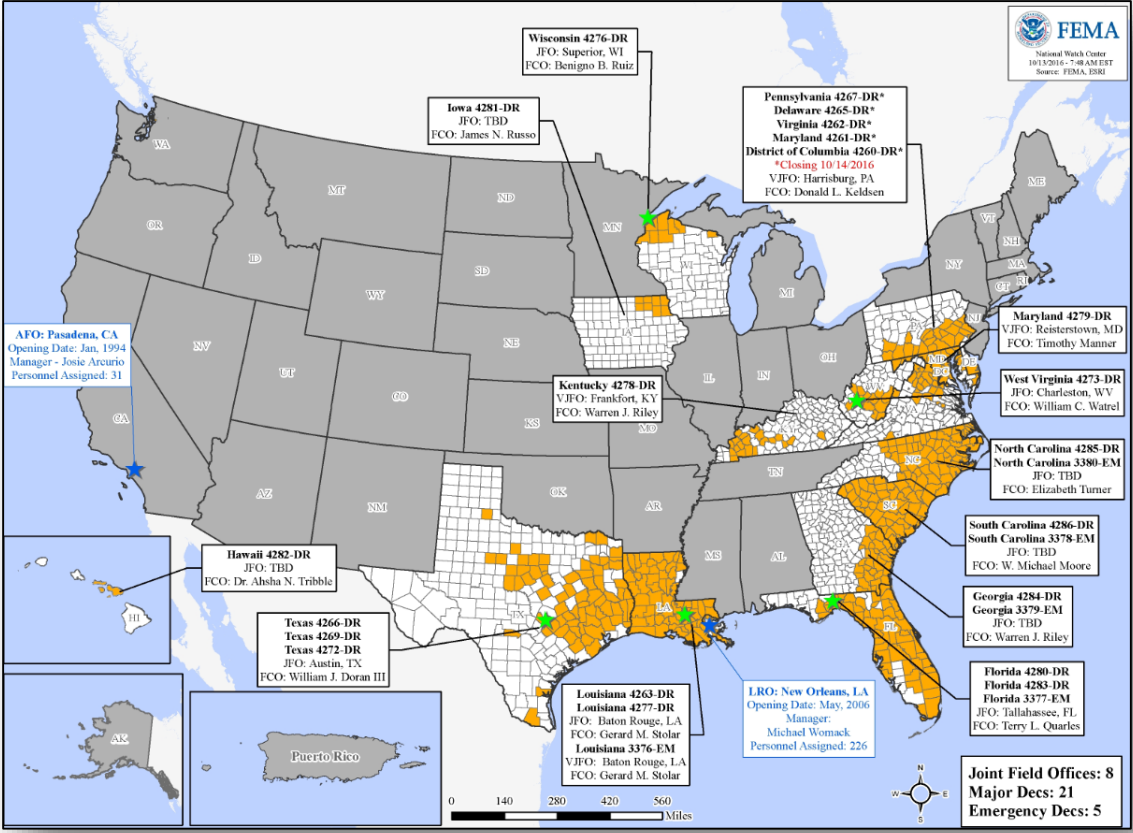 FEMA
National Watch Center
10/13/2016 - 7:48 AM EST
Source: FEMA, ESRI
Wisconsin 4276-DR
JFO: Superior, WI
FCO: Benigno B. Ruiz
Iowa 4281-DR
JFO: TBD
FCO: James N. Russo
Pennsylvania 4267-DR*
Delaware 4265-DR*
Virginia 4262-DR*
Maryland 4261-DR*
District of Columbia 4260-DR*
*Closing 10/14/2016
VJFO: Harrisburg, PA
FCO: Donald L. Keldsen
WA
MT
ND
MN
ME
OR
ID
SD
WI
VT
NH
NY
MA
CT
RI
WY
MI
IA
PA
NJ
Maryland 4279-DR
VJFO: Reisterstown, MD
FCO: Timothy Manner
AFO: Pasadena, CA
Opening Date: Jan, 1994
Manager - Josie Arcurio
Personnel Assigned: 31
NV
UT
NE
IL
IN
OH
MD
DE
DC
CO
CA
KS
MO
WV
VA
KY
Kentucky 4278-DR
VJFO: Frankfort, KY
FCO: Warren J. Riley
West Virginia 4273-DR
JFO: Charleston, WV
FCO: William C. Watrel
North Carolina 4285-DR
North Carolina 3380-EM
JFO: TBD
FCO: Elizabeth Turner
AZ
NM
OK
AR
TN
NC
SC
MS
AL
South Carolina 4286-DR
South Carolina 3378-EM
JFO: TBD
FCO: W. Michael Moore
Hawaii 4282-DR
JFO: TBD
FCO: Dr. Ahsha N. Tribble
HI
TX
LA
FL
Georgia 4284-DR
Georgia 3379-EM
JFO: TBD
FCO: Warren J. Riley
Texas 4266-DR
Texas 4269-DR
Texas 4272-DR
JFO: Austin, TX
FCO: William J. Doran III
Florida 4280-DR
Florida 4283-DR
Florida 3377-EM
JFO: Tallahassee, FL
FCO: Terry L. Quarles
Louisiana 4263-DR
Louisiana 4277-DR
JFO: Baton Rouge, LA
FCO: Gerard M. Stolar
Louisiana 3376-EM
VJFO: Baton Rouge, LA
FCO: Gerard M. Stolar
LRO: New Orleans, LA
Opening Date: May, 2006
Manager:
Michael Womack
Personnel Assigned: 226
AK
Puerto Rico
N
W E
S
0 140 280 420 560
Miles
Joint Field Offices: 8
Major Decs: 21
Emergency Decs: 5